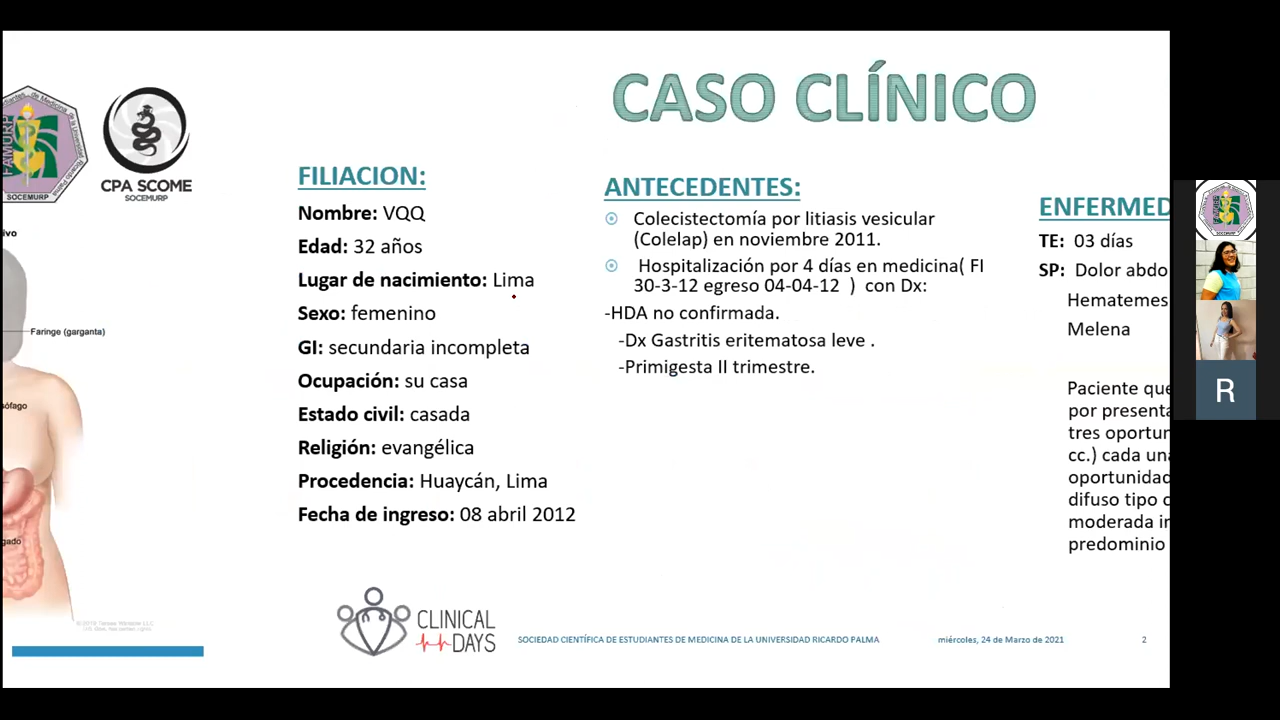 CASO CLÍNICO
FAMURP
SOCEMURP
CPA SCOME
SOCEMURP
ivo
Faringe (garganta)
sófago
gado
FILIACION:
Nombre: VQQ
Edad: 32 años
Lugar de nacimiento: Lima
Sexo: femenino
GI: secundaria incompleta
Ocupación: su casa
Estado civil: casada
Religión: evangélica
Procedencia: Huaycán, Lima
Fecha de ingreso: 08 abril 2012
ANTECEDENTES:
Colecistectomía por litiasis vesicular
(Colelap) en noviembre 2011.
Hospitalización por 4 días en medicina( FI
30-3-12 egreso 04-04-12 ) con Dx:
-HDA no confirmada.
-Dx Gastritis eritematosa leve .
-Primigesta II trimestre.
ENFERMED
TE: 03 días
SP: Dolor abdo
Hematemes
Melena
Paciente que
por presenta
tres oportun
cc.) cada una
oportunidad
difuso tipo c
moderada in
predominio
CLINICAL
DAYS
SOCIEDAD CIENTÍFICA DE ESTUDIANTES DE MEDICINA DE LA UNIVERSIDAD RICARDO PALMA
miércoles, 24 de Marzo de 2021
2
R